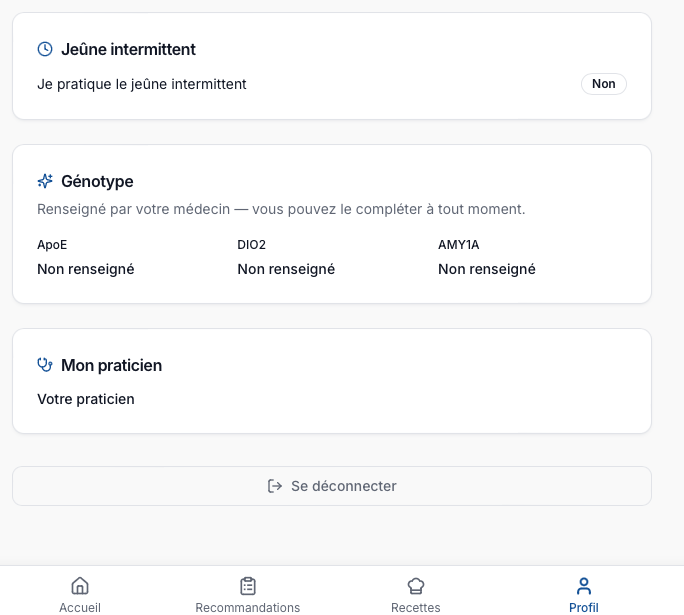 Jeûne intermittent
Je pratique le jeûne intermittent Non
Génotype
Renseigné par votre médecin — vous pouvez le compléter à tout moment.
ApoE DIO2 AMY1A
Non renseigné Non renseigné Non renseigné
Mon praticien
Votre praticien
Se déconnecter
Accueil Recommandations Recettes Profil